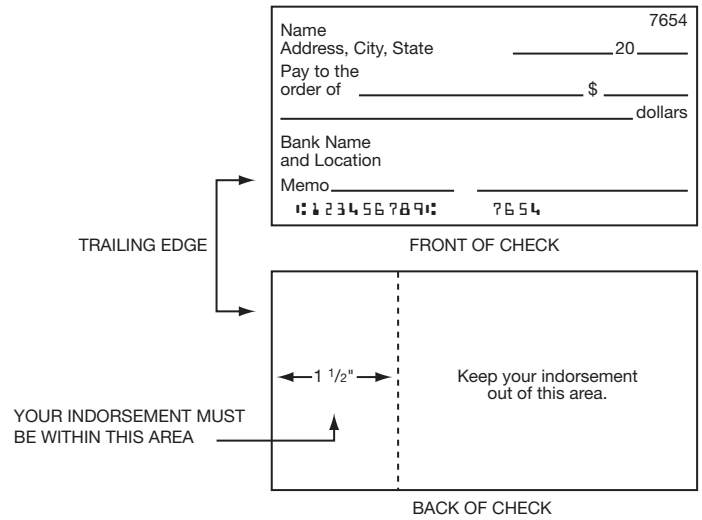 7654
Name
Address, City, State 20
Pay to the
order of $
dollars
Bank Name
and Location
Memo
⑆123456789⑆ 7654
FRONT OF CHECK
TRAILING EDGE
1 1/2"
Keep your indorsement
out of this area.
YOUR INDORSEMENT MUST
BE WITHIN THIS AREA
BACK OF CHECK